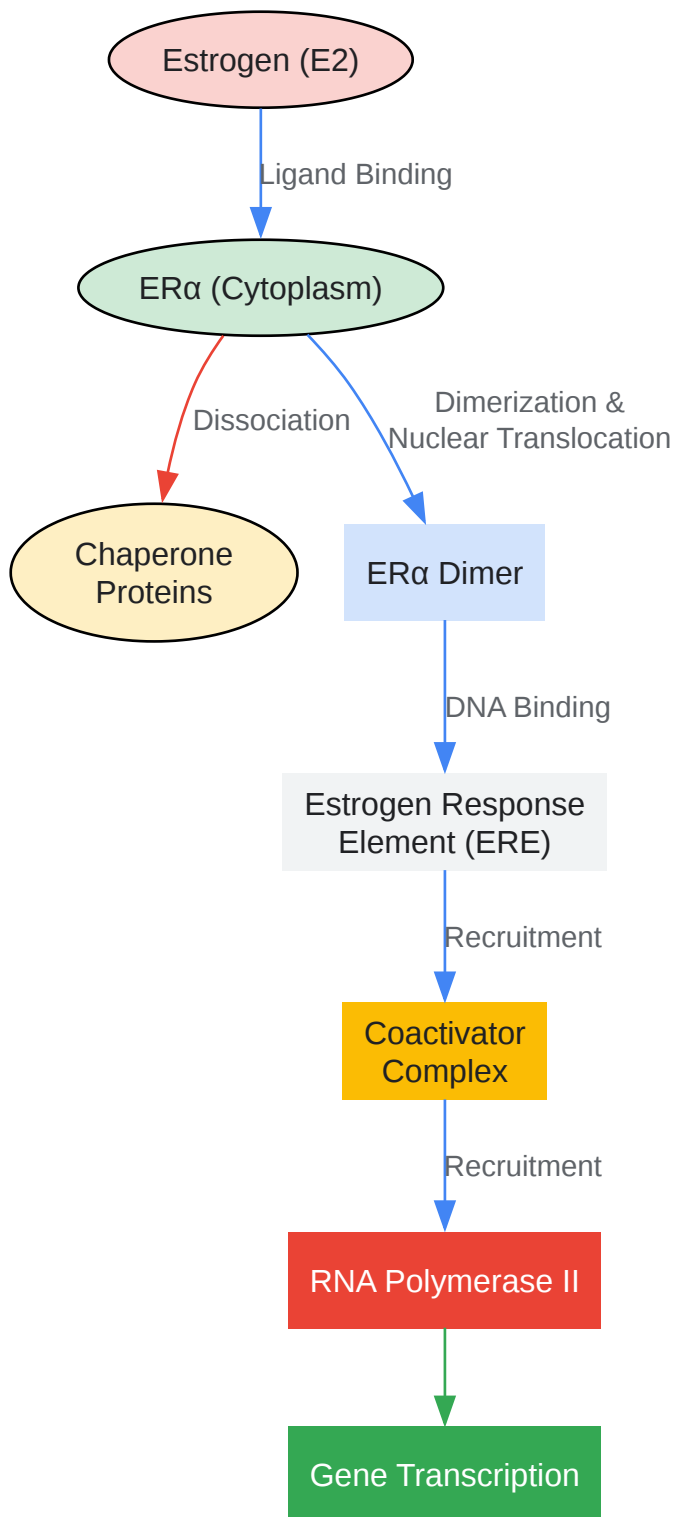 Estrogen (E2)
Ligand Binding
ERα (Cytoplasm)
Dissociation
Dimerization &
Nuclear Translocation
Chaperone
Proteins
ERα Dimer
DNA Binding
Estrogen Response
Element (ERE)
Recruitment
Coactivator
Complex
Recruitment
RNA Polymerase II
Gene Transcription